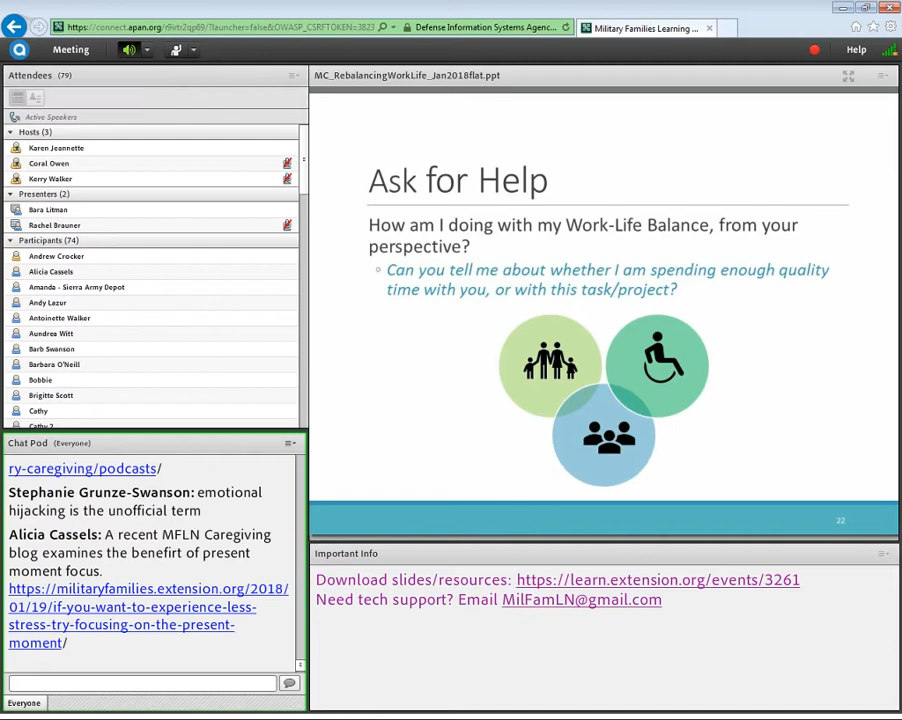 https://connect.apan.org/r9irtr2qp69/?launcher=false&OWASP_CSRFTOKEN=3823
Defense Information Systems Agenc...
Military Families Learning ...
Meeting
Help
Attendees (79)
Active Speakers
Hosts (3)
Karen Jeannette
Coral Owen
Kerry Walker
Presenters (2)
Bara Litman
Rachel Brauner
Participants (74)
Andrew Crocker
Alicia Cassels
Amanda - Sierra Army Depot
Andy Lazur
Antoinette Walker
Aundrea Witt
Barb Swanson
Barbara O'Neill
Bobbie
Brigitte Scott
Cathy
Cathy 2
Chat Pod (Everyone)
ry-caregiving/podcasts/
Stephanie Grunze-Swanson: emotional
hijacking is the unofficial term
Alicia Cassels: A recent MFLN Caregiving
blog examines the benefirt of present
moment focus.
https://militaryfamilies.extension.org/2018/
01/19/if-you-want-to-experience-less-
stress-try-focusing-on-the-present-
moment/
Everyone
MC_RebalancingWorkLife_Jan2018flat.ppt
Ask for Help
How am I doing with my Work-Life Balance, from your
perspective?
Can you tell me about whether I am spending enough quality
time with you, or with this task/project?
22
Important Info
Download slides/resources: https://learn.extension.org/events/3261
Need tech support? Email MilFamLN@gmail.com